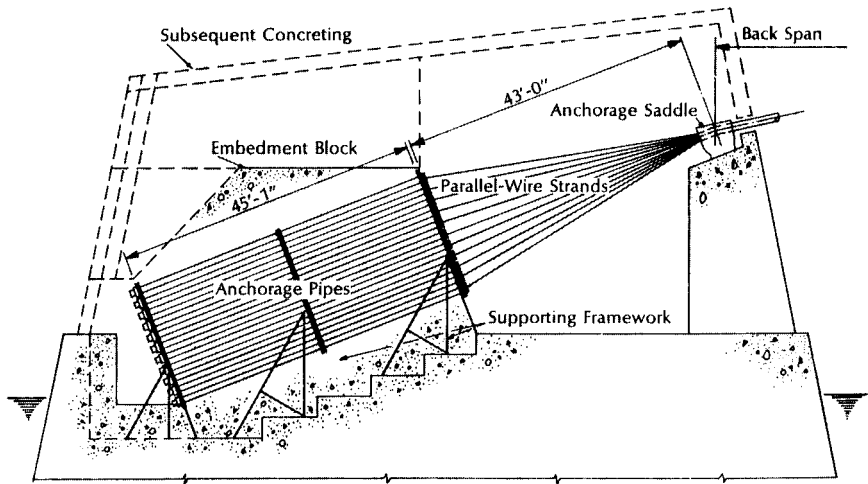 Subsequent Concreting
Back Span
43'-0"
Anchorage Saddle
Embedment Block
Parallel-Wire Strands
45'-1"
Anchorage Pipes
Supporting Framework